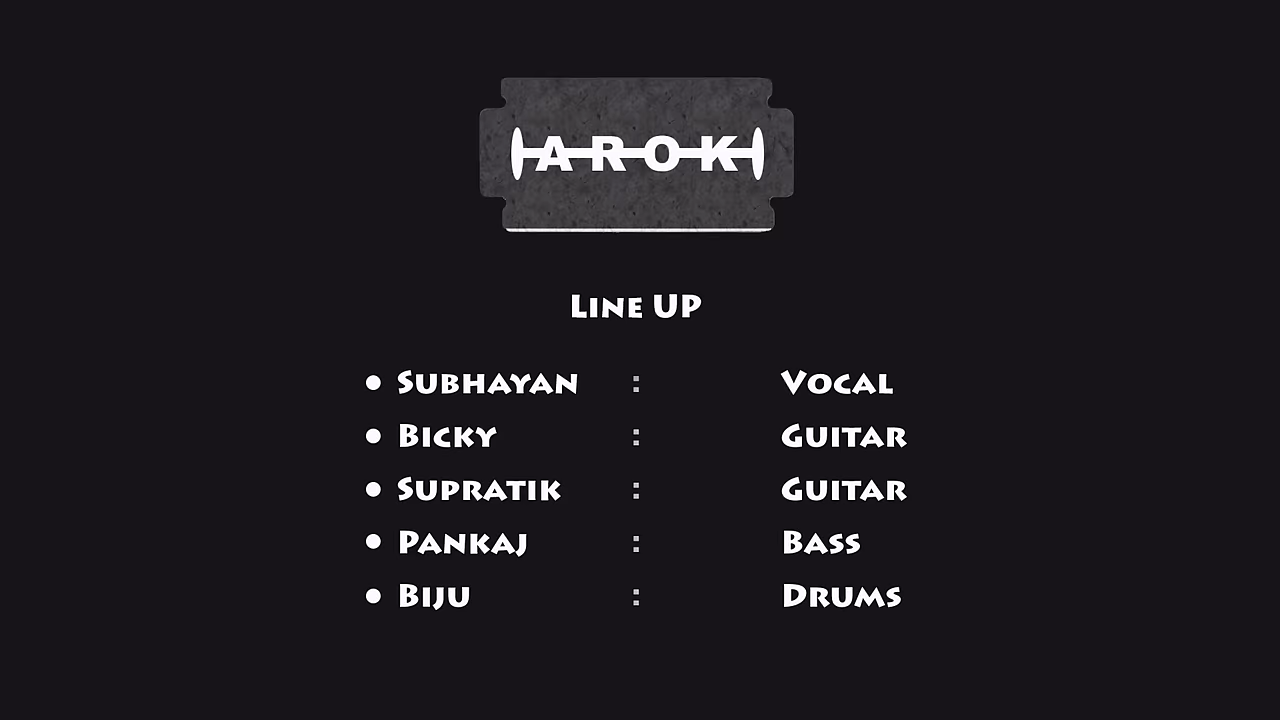 AROK
Line UP
• Subhayan : Vocal
• Bicky : Guitar
• Supratik : Guitar
• Pankaj : Bass
• Biju : Drums